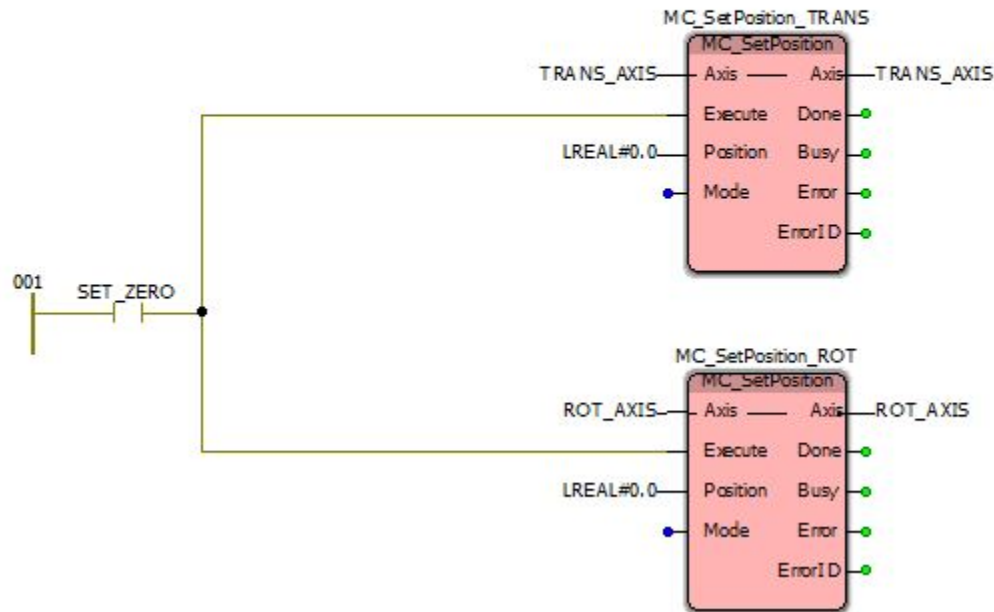 MC_SetPosition_TRANS
MC_SetPosition
TRANS_AXIS Axis Axis TRANS_AXIS
Execute Done
LREAL#0.0 Position Busy
Mode Error
ErrorID
001
SET_ZERO
MC_SetPosition_ROT
MC_SetPosition
ROT_AXIS Axis Axis ROT_AXIS
Execute Done
LREAL#0.0 Position Busy
Mode Error
ErrorID